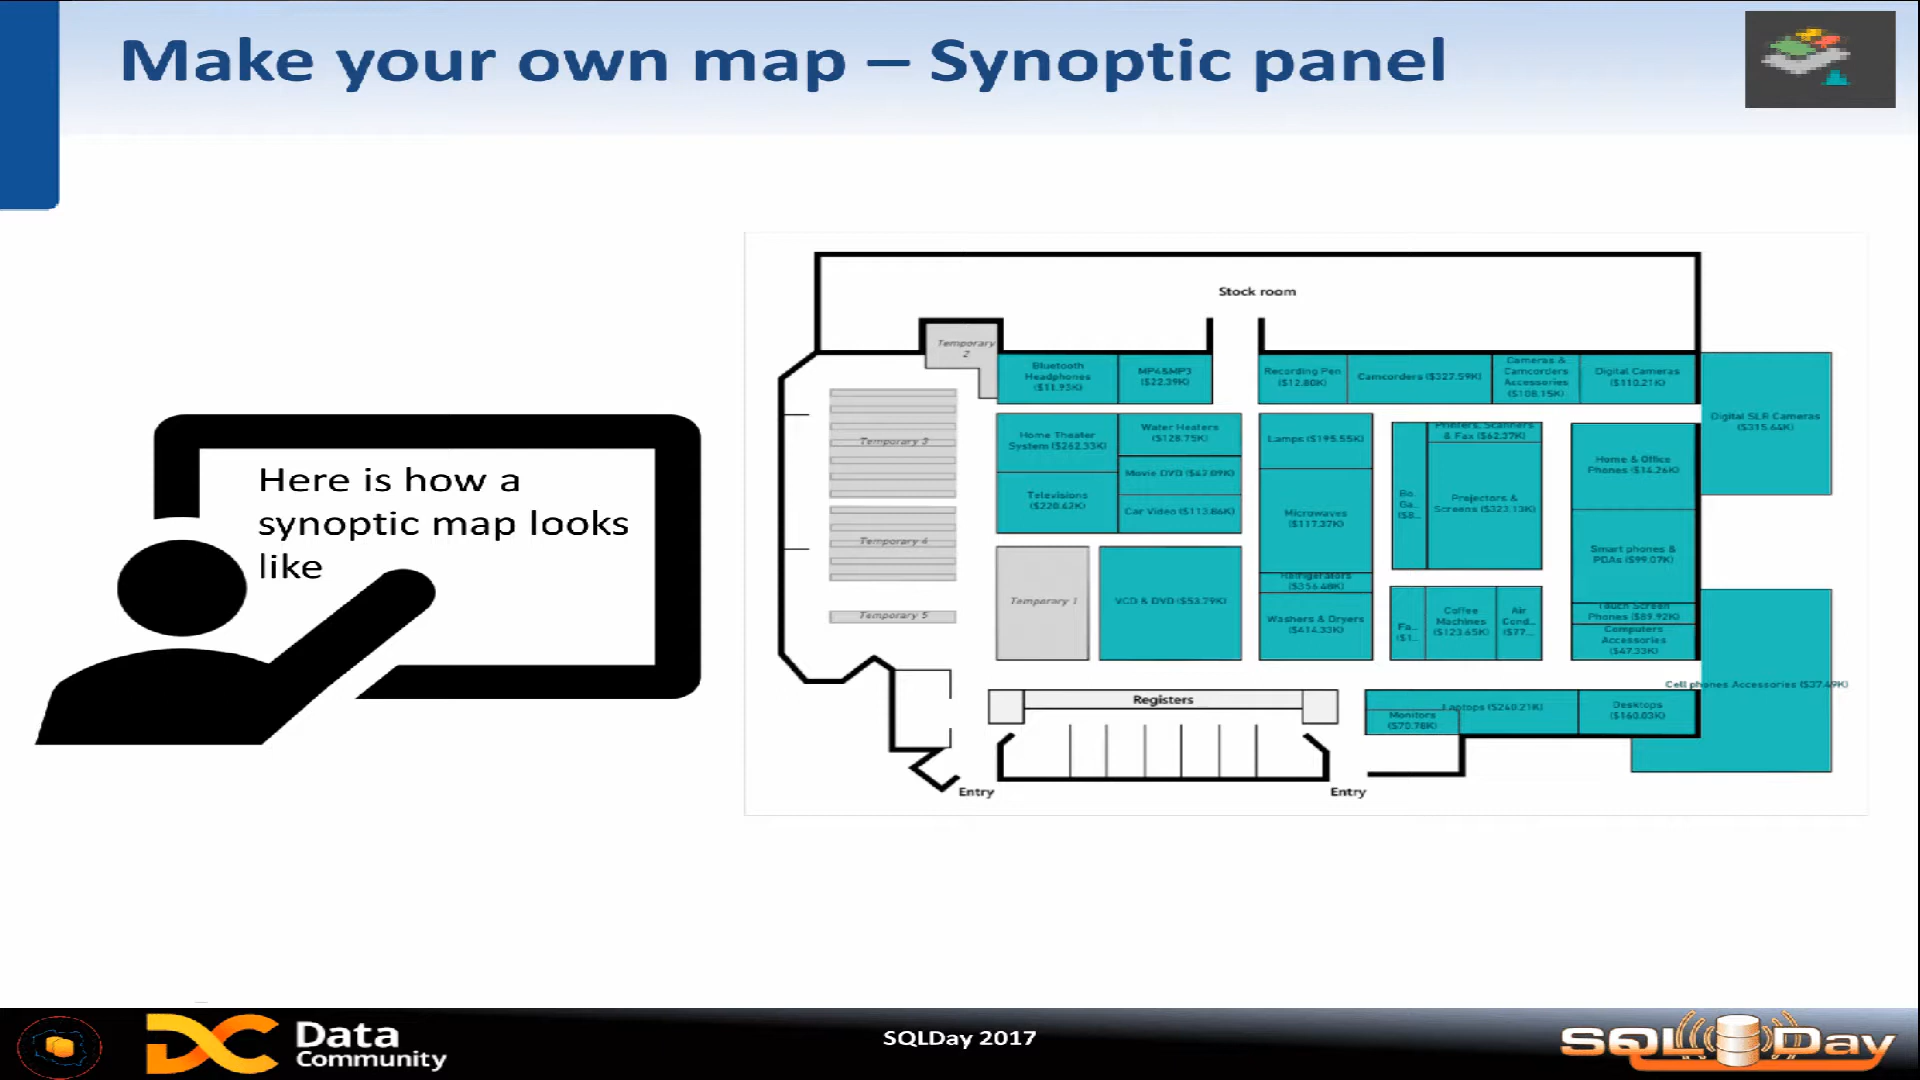 Make your own map – Synoptic panel
Here is how a
synoptic map looks
like
Stock room
Temporary
2
Bluetooth
Headphones
($11.93K)
MP4&MP3
($22.39K)
Recording Pen
($12.80K)
Camcorders ($327.59K)
Cameras &
Camcorders
Accessories
($108.15K)
Digital Cameras
($110.21K)
Digital SLR Cameras
($315.64K)
Temporary 3
Home Theater
System ($262.33K)
Water Heaters
($128.75K)
Movie DVD ($42.09K)
Televisions
($220.62K)
Car Video ($113.86K)
Lamps ($195.55K)
Microwaves
($117.37K)
Refrigerators
($356.48K)
Washers & Dryers
($414.33K)
Bo..
Ga...
($8...
Printers, Scanners
& Fax ($62.37K)
Projectors &
Screens ($323.13K)
Home & Office
Phones ($14.26K)
Smart phones &
PDAs ($99.07K)
Touch Screen
Phones ($89.92K)
Computers
Accessories
($47.33K)
Temporary 4
Temporary 5
Temporary 1
VCD & DVD ($53.79K)
Fa...
($1...
Coffee
Machines
($123.65K)
Air
Cond...
($77...
Cell phones Accessories ($37.49K)
Registers
Laptops ($240.21K)
Monitors
($70.78K)
Desktops
($160.03K)
Entry
Entry
DC Data
Community
SQLDay 2017
SQL Day